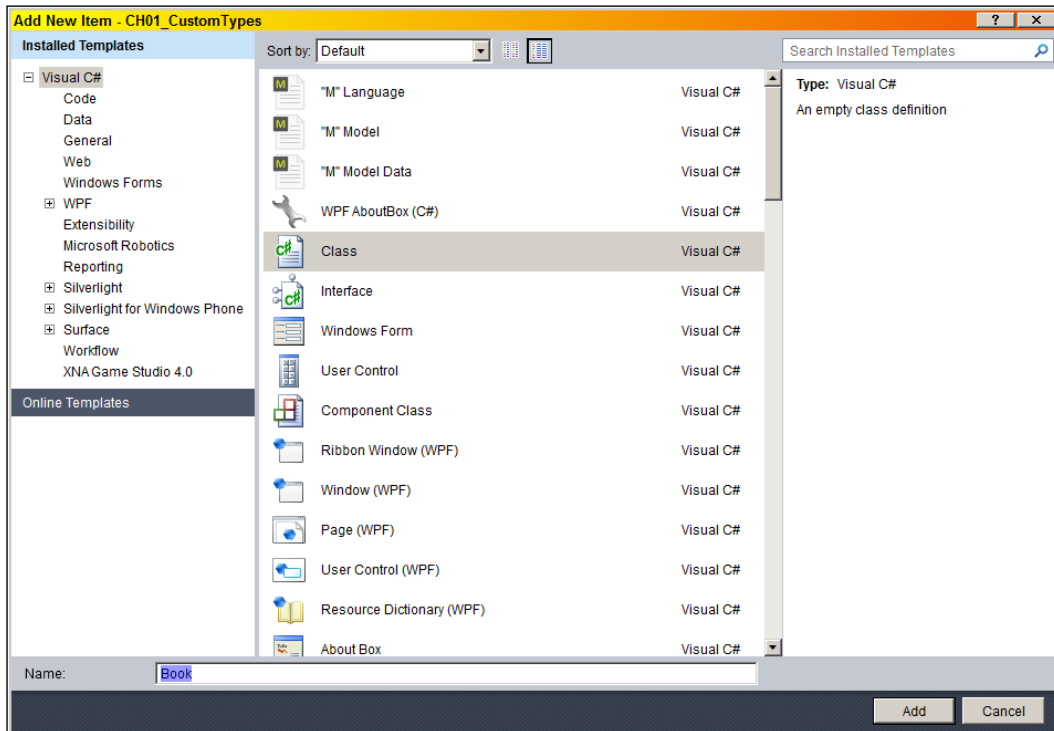 Add New Item - CH01_CustomTypes
Installed Templates
Visual C#
Code
Data
General
Web
Windows Forms
WPF
Extensibility
Microsoft Robotics
Reporting
Silverlight
Silverlight for Windows Phone
Surface
Workflow
XNA Game Studio 4.0
Online Templates
Sort by: Default
"M" Language Visual C#
"M" Model Visual C#
"M" Model Data Visual C#
WPF AboutBox (C#) Visual C#
Class Visual C#
Interface Visual C#
Windows Form Visual C#
User Control Visual C#
Component Class Visual C#
Ribbon Window (WPF) Visual C#
Window (WPF) Visual C#
Page (WPF) Visual C#
User Control (WPF) Visual C#
Resource Dictionary (WPF) Visual C#
About Box Visual C#
Search Installed Templates
Type: Visual C#
An empty class definition
Name: Book
Add Cancel